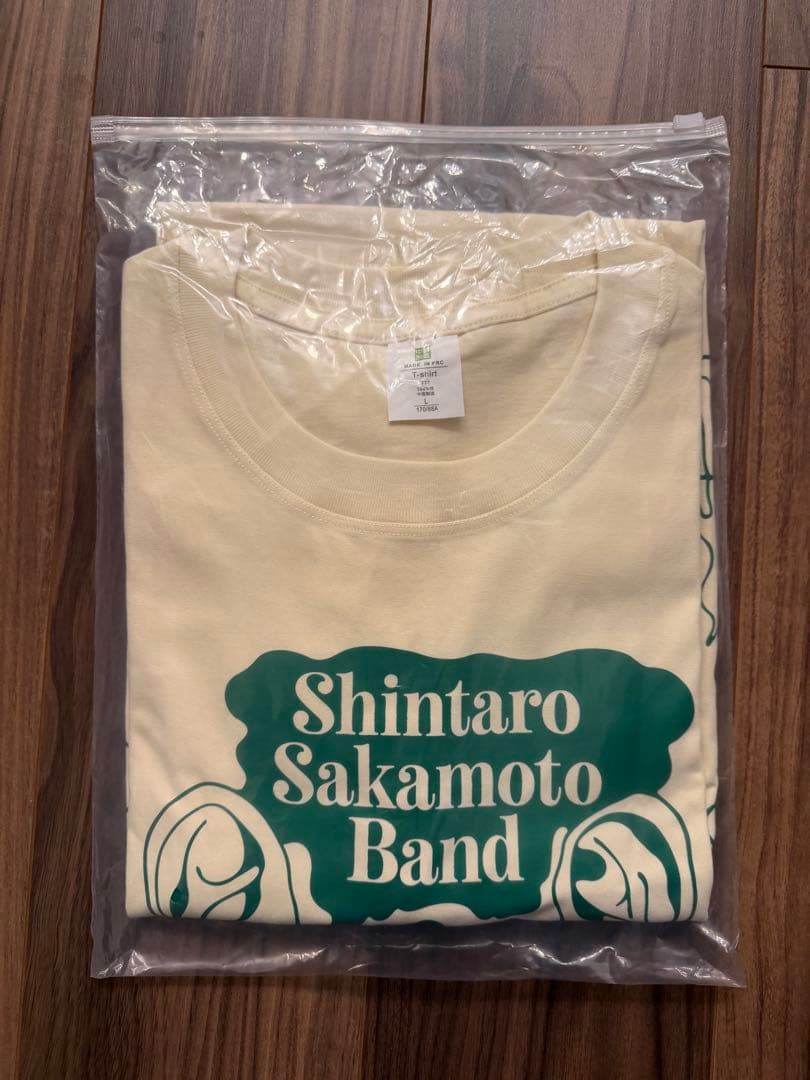 MADE IN PRC
T-shirt
L
170/88A
Shintaro
Sakamoto
Band